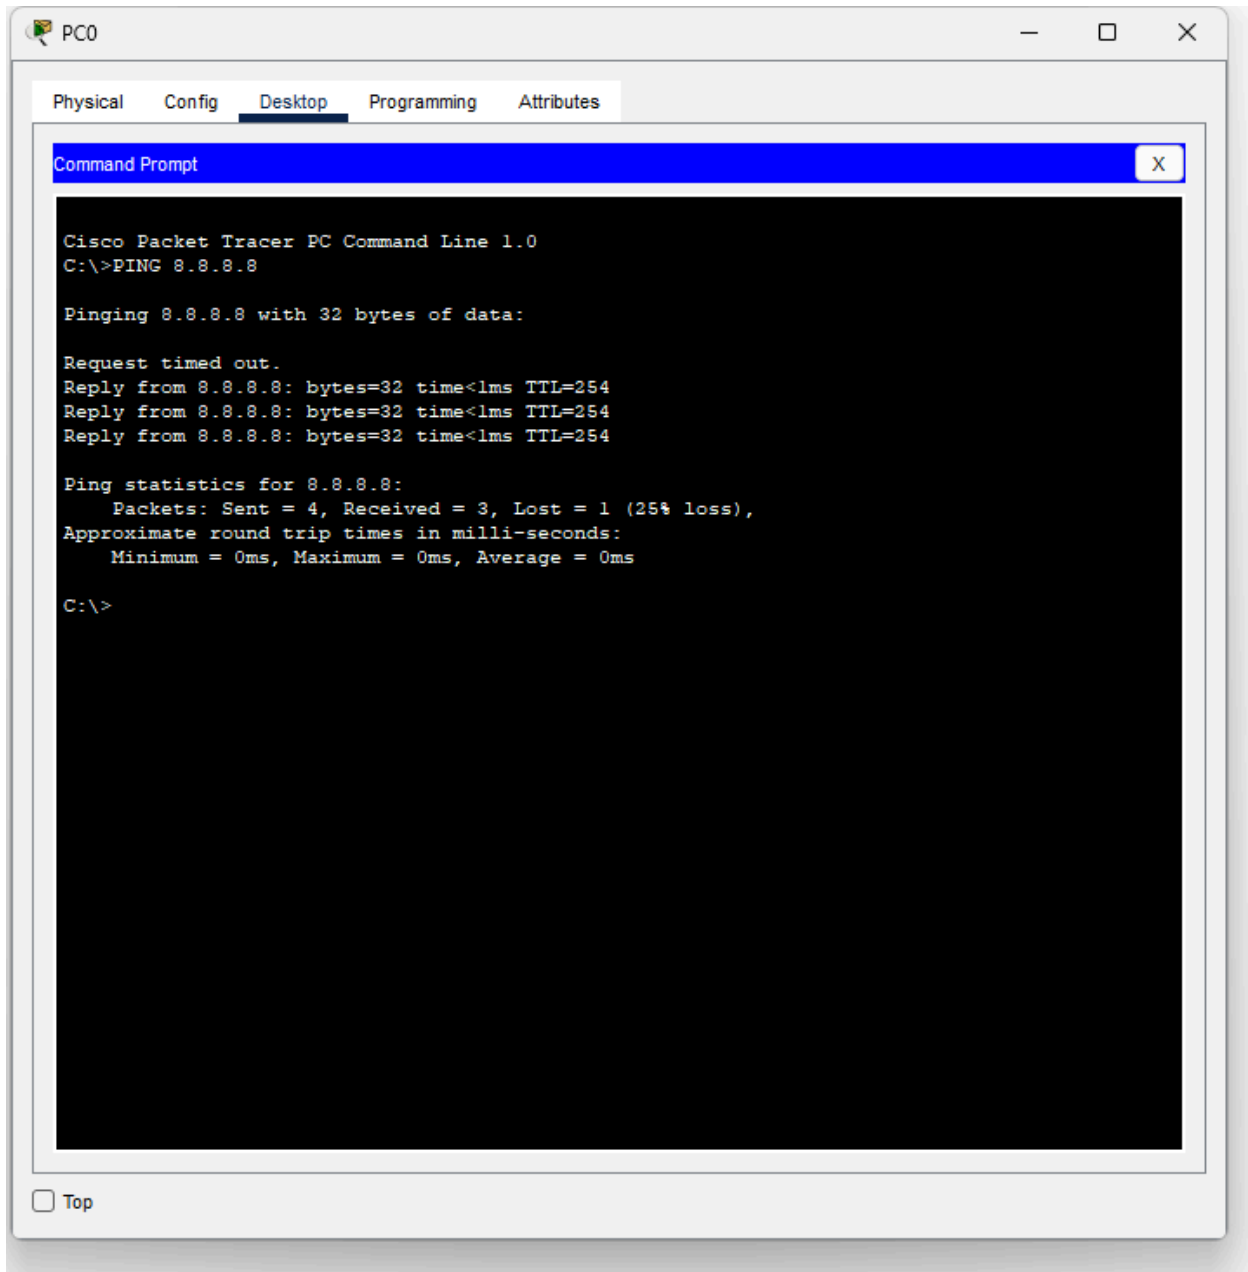 PC0
Physical Config Desktop Programming Attributes
Command Prompt
X
Cisco Packet Tracer PC Command Line 1.0
C:\>PING 8.8.8.8
Pinging 8.8.8.8 with 32 bytes of data:
Request timed out.
Reply from 8.8.8.8: bytes=32 time<1ms TTL=254
Reply from 8.8.8.8: bytes=32 time<1ms TTL=254
Reply from 8.8.8.8: bytes=32 time<1ms TTL=254
Ping statistics for 8.8.8.8:
Packets: Sent = 4, Received = 3, Lost = 1 (25% loss),
Approximate round trip times in milli-seconds:
Minimum = 0ms, Maximum = 0ms, Average = 0ms
C:\>
Top